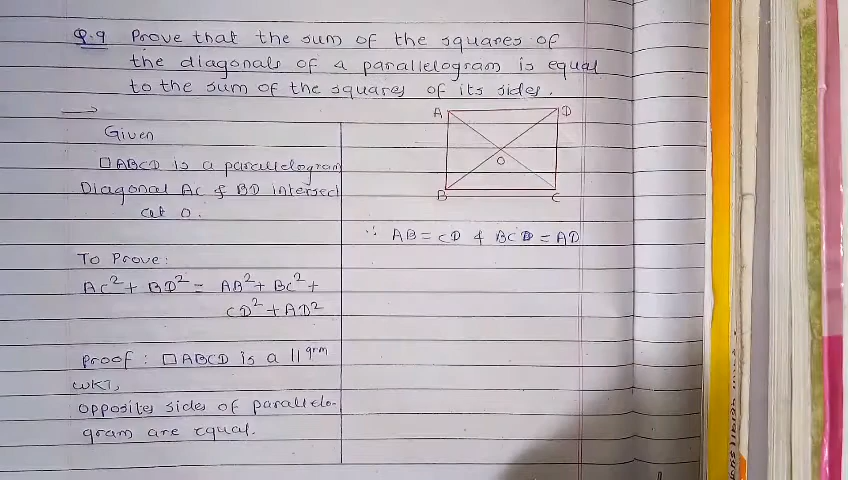 Q.9 Prove that the sum of the squares of
the diagonals of a parallelogram is equal
to the sum of the squares of its sides.
→
Given
□ABCD is a parallelogram
Diagonal AC & BD intersect
at O.
To Prove:
AC² + BD² = AB² + BC² +
CD² + AD²
Proof : □ABCD is a ||grm
WKT,
opposites sides of parallelo-
gram are equal.
A D
O
B C
∴ AB = CD & BC = AD